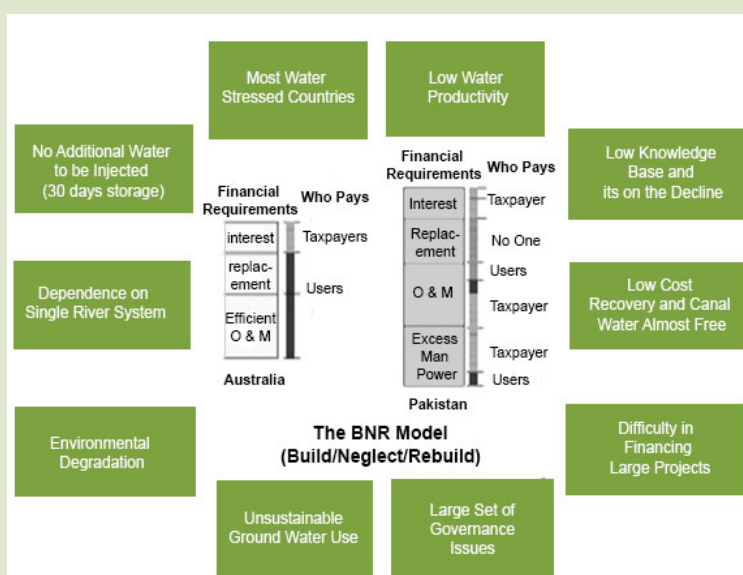 Most Water
Stressed Countries
Low Water
Productivity
No Additional Water
to be Injected
(30 days storage)
Low Knowledge
Base and
its on the Decline
Financial
Requirements
Who Pays
interest
replac-
ement
Efficient
O & M
Taxpayers
Users
Australia
Financial
Requirements
Who Pays
Interest
Replac-
ement
O & M
Excess
Man
Power
Taxpayer
No One
Users
Taxpayer
Taxpayer
Users
Pakistan
Dependence on
Single River System
Low Cost
Recovery and Canal
Water Almost Free
The BNR Model
(Build/Neglect/Rebuild)
Environmental
Degradation
Difficulty in
Financing
Large Projects
Unsustainable
Ground Water Use
Large Set of
Governance
Issues